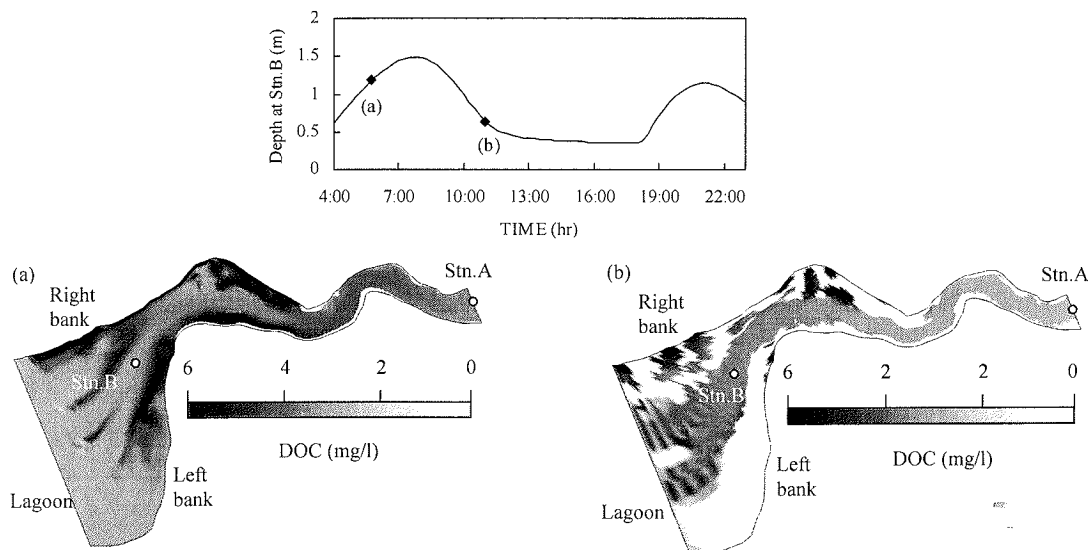 2
1.5
1
0.5
0
Depth at Stn.B (m)
(a)
(b)
4:00 7:00 10:00 13:00 16:00 19:00 22:00
TIME (hr)
(a)
Right bank
Stn.A
Stn.B
6 4 2 0
DOC (mg/l)
Left bank
Lagoon
(b)
Right bank
Stn.A
Stn.B
6 2 2 0
DOC (mg/l)
Left bank
Lagoon